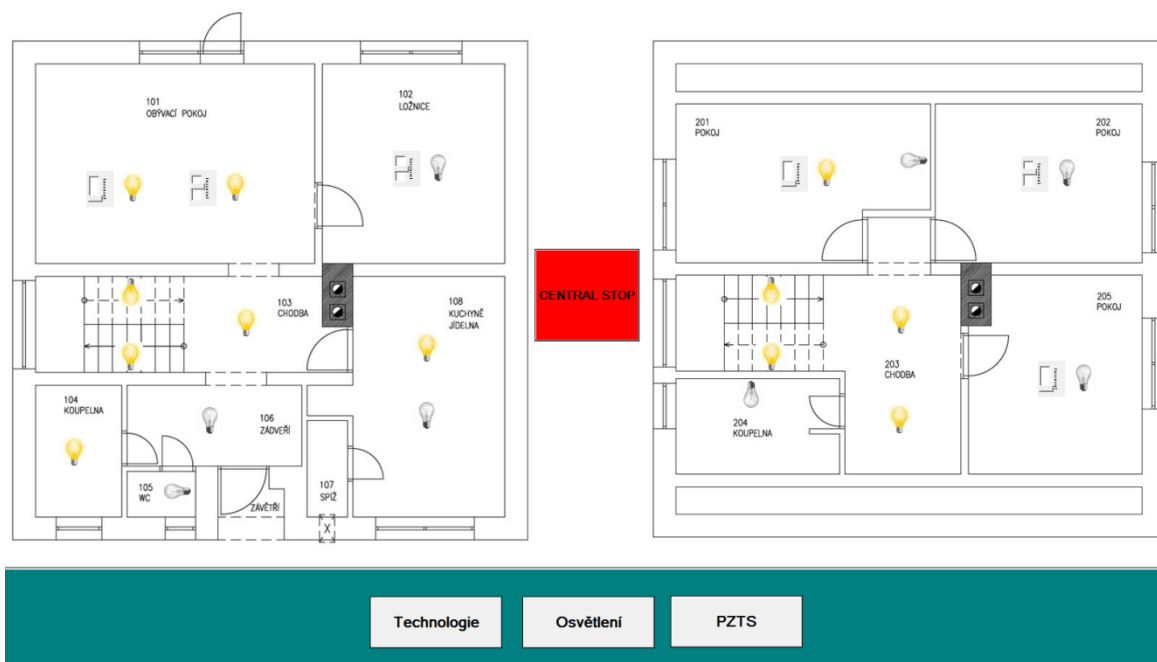 101
OBÝVACÍ POKOJ
102
LOŽNICE
201
POKOJ
202
POKOJ
CENTRAL STOP
103
CHODBA
108
KUCHYNĚ
JÍDELNA
205
POKOJ
203
CHODBA
104
KOUPELNA
106
ZÁDVEŘÍ
204
KOUPELNA
105
WC
107
SPÍŽ
ZÁVĚTŘÍ
X
Technologie
Osvětlení
PZTS